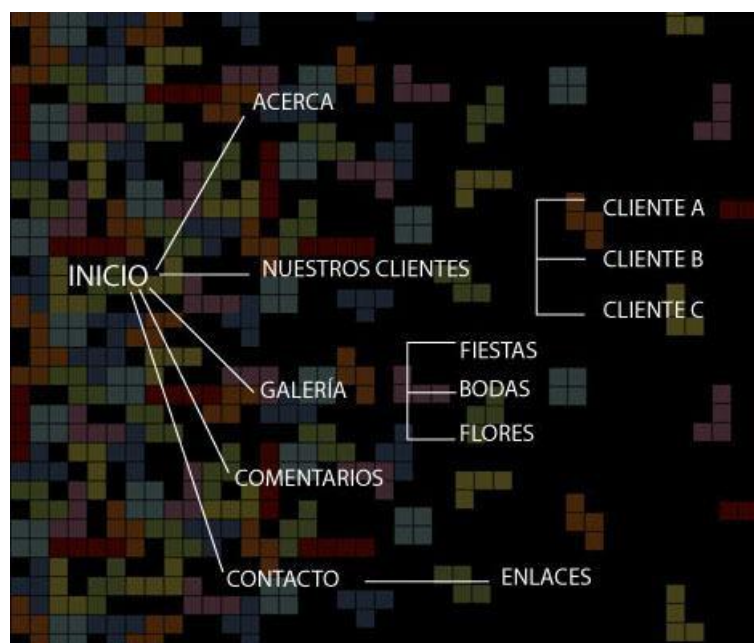 ACERCA
INICIO
NUESTROS CLIENTES
CLIENTE A
CLIENTE B
CLIENTE C
GALERÍA
FIESTAS
BODAS
FLORES
COMENTARIOS
CONTACTO
ENLACES